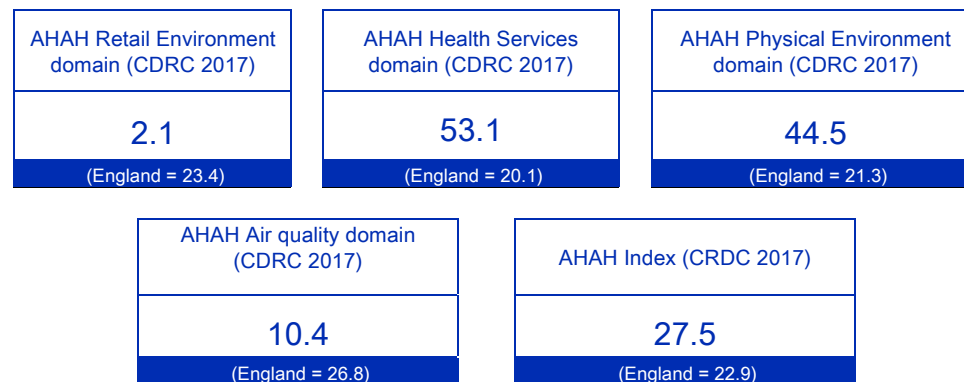 AHAH Retail Environment
domain (CDRC 2017)
2.1
(England = 23.4)
AHAH Health Services
domain (CDRC 2017)
53.1
(England = 20.1)
AHAH Physical Environment
domain (CDRC 2017)
44.5
(England = 21.3)
AHAH Air quality domain
(CDRC 2017)
10.4
(England = 26.8)
AHAH Index (CRDC 2017)
27.5
(England = 22.9)